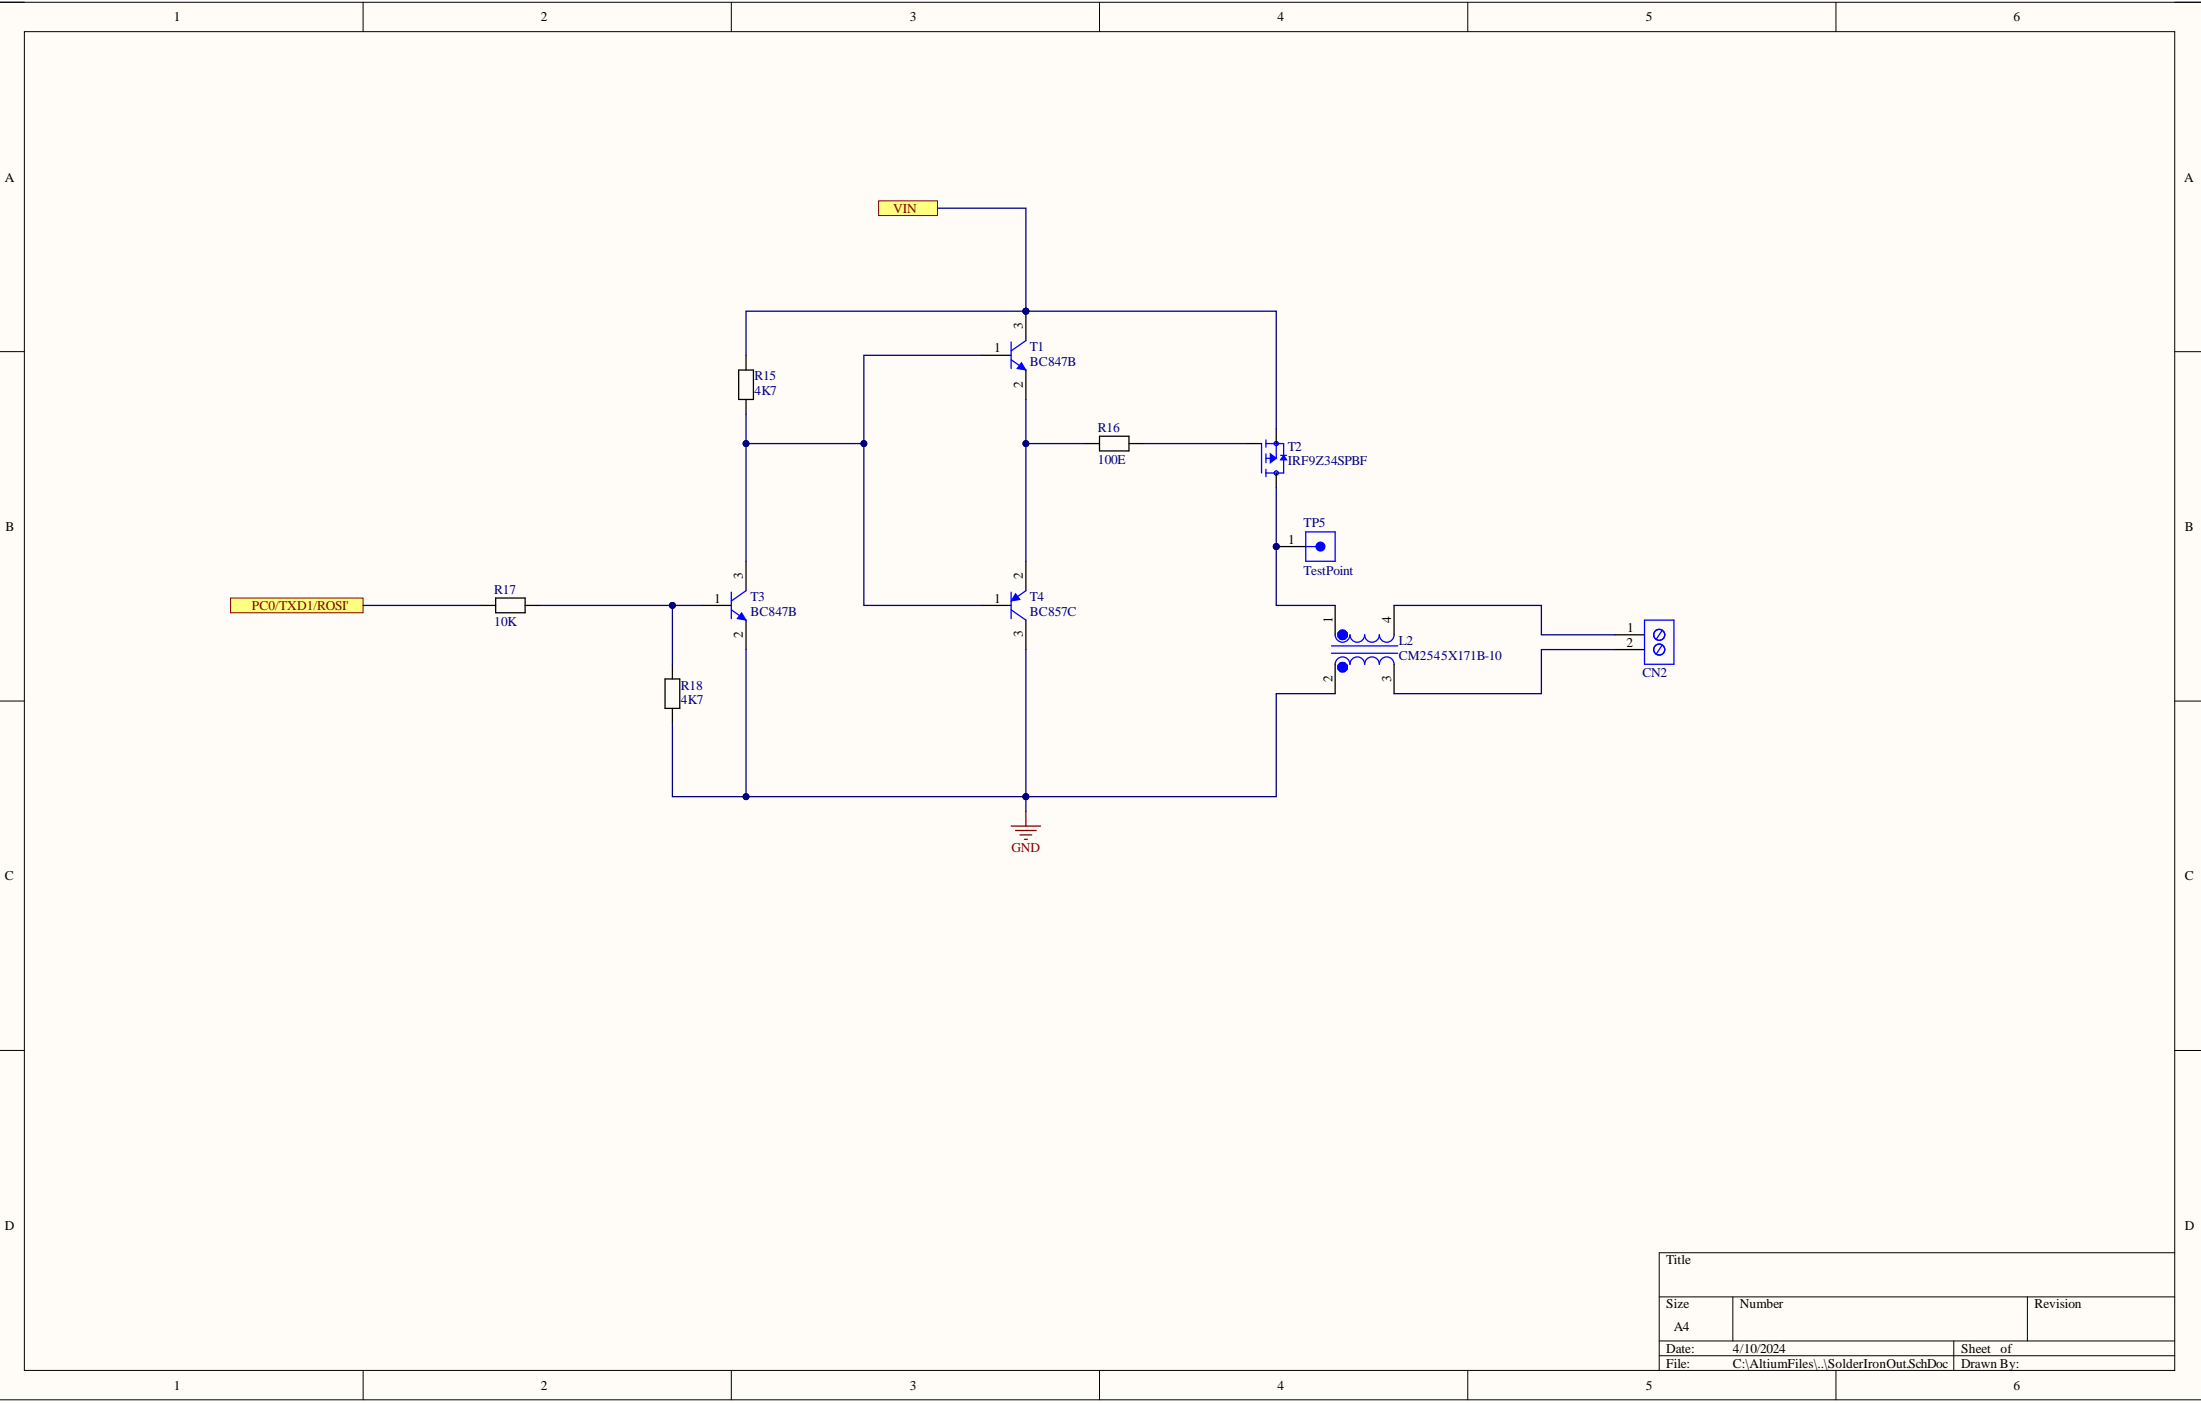 1 2 3 4 5 6
A A
VIN
3
1 T1
BC847B
2
R15
4K7
R16
100E
T2
IRF9Z34SPBF
B B
TP5
1
TestPoint
PC0/TXD1/ROSI'
R17
10K
3
1 T3
BC847B
2
2
1 T4
BC857C
3
1 4
L2
CM2545X171B-10
2 3
1
2
CN2
R18
4K7
GND
C C
D D
Title
Size Number Revision
A4
Date: 4/10/2024 Sheet of
File: C:\AltiumFiles\..\SolderIronOut.SchDoc Drawn By:
1 2 3 4 5 6